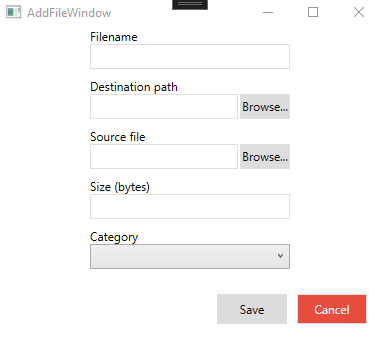 AddFileWindow
Filename
Destination path
Browse...
Source file
Browse...
Size (bytes)
Category
Save
Cancel